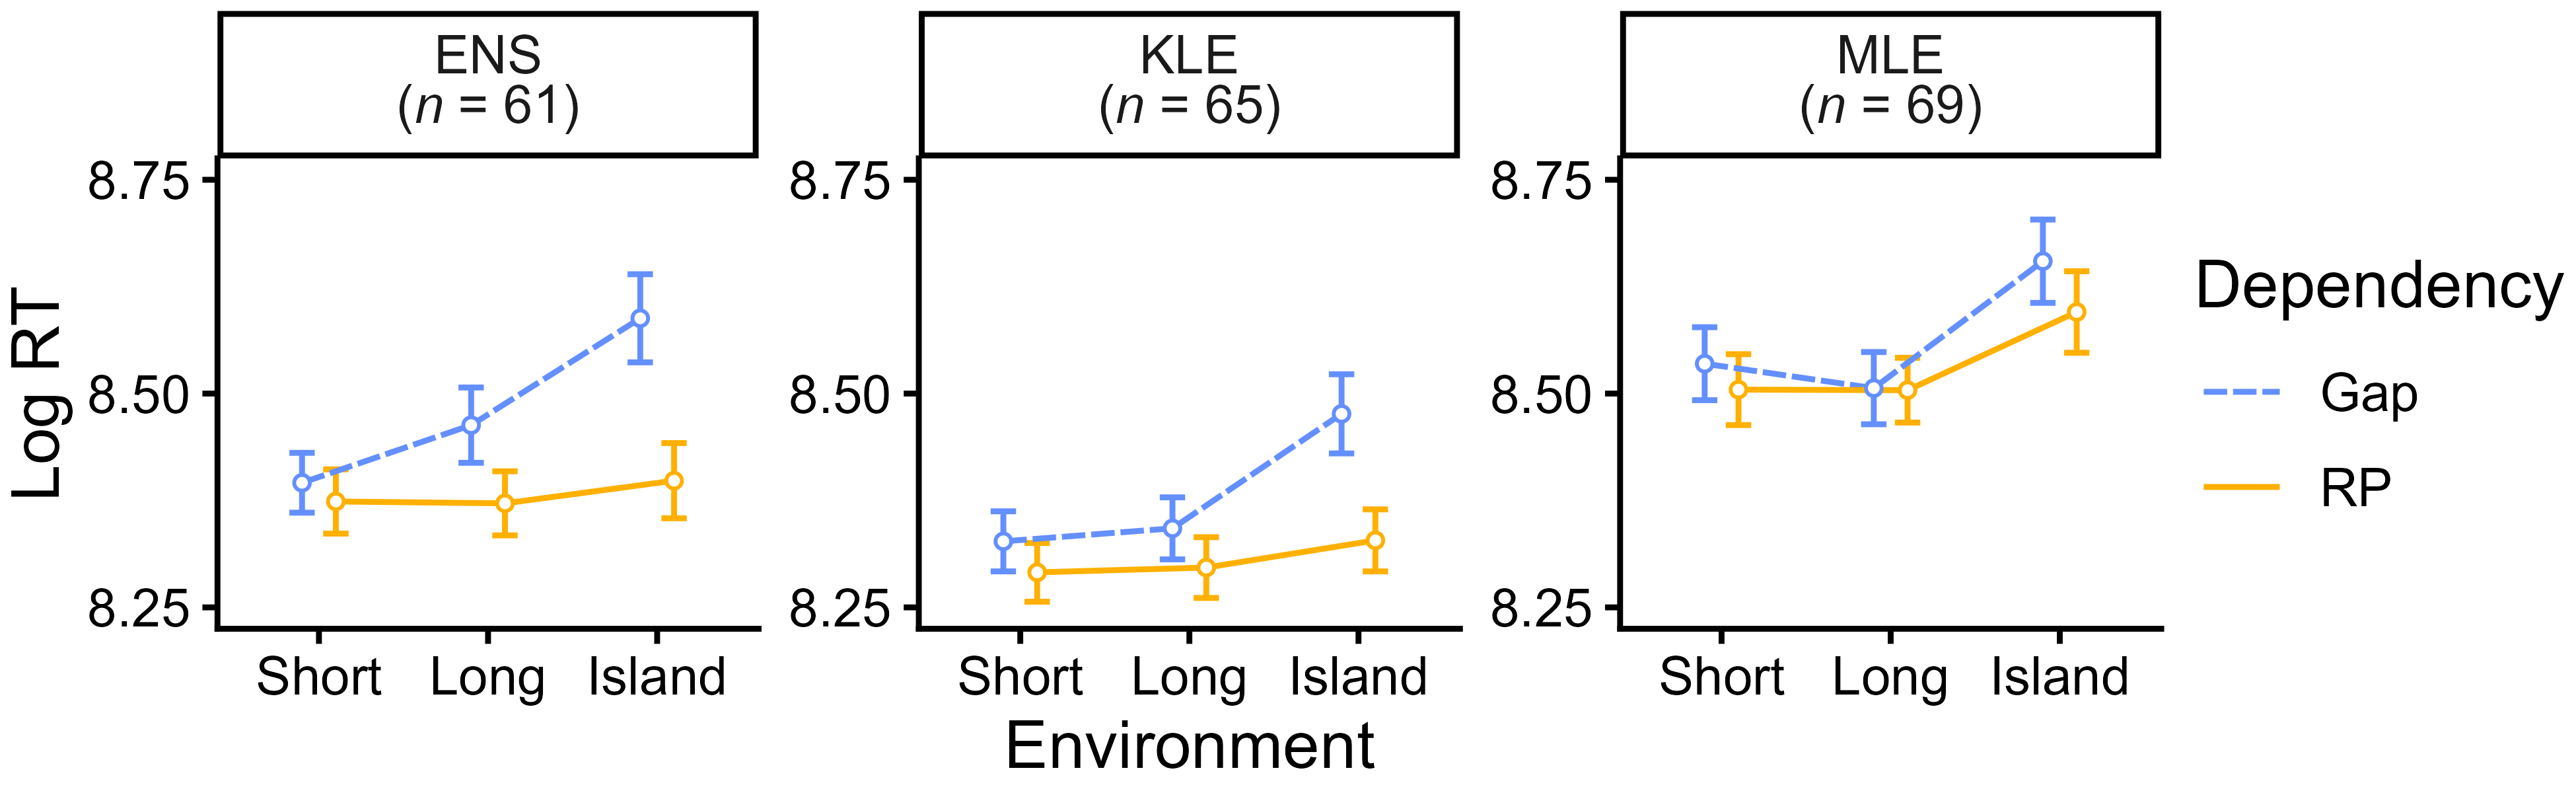 ENS
(n = 61)
KLE
(n = 65)
MLE
(n = 69)
Log RT
8.75
8.50
8.25
8.75
8.50
8.25
8.75
8.50
8.25
Short Long Island
Short Long Island
Short Long Island
Environment
Dependency
Gap
RP